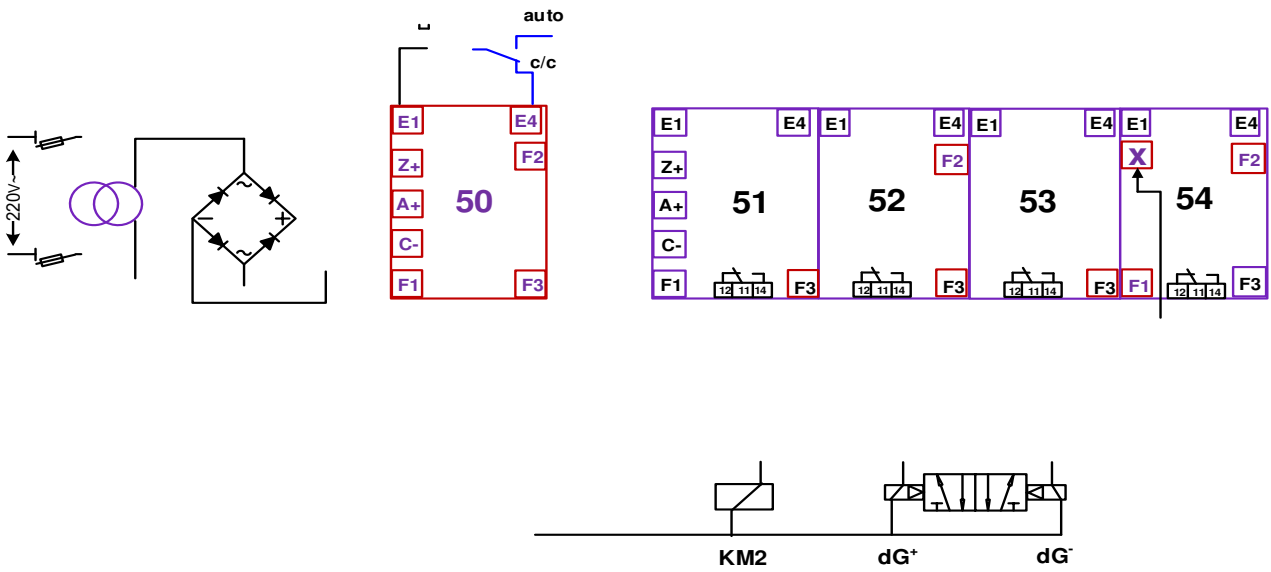 auto
c/c
220V~
~
−
+
~
E1
E4
Z+
F2
A+
50
C-
F1
F3
E1
E4
Z+
A+
51
C-
F1
12 11 14
F3
E1
E4
F2
52
12 11 14
F3
E1
E4
53
12 11 14
F3
E1
E4
X
F2
54
F1
12 11 14
F3
KM2
dG+
dG-